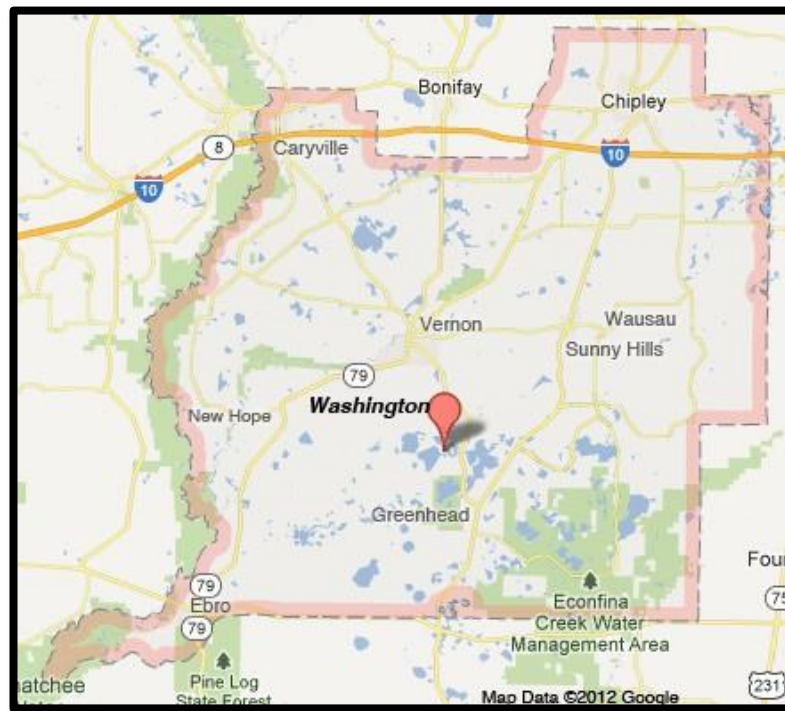 Bonifay
Chipley
8
Caryville
10
10
Vernon
Wausau
Sunny Hills
79
Washington
New Hope
Greenhead
79
Ebro
79
Econfina
Creek Water
Management Area
Four
75
Pine Log
State Forest
natchee
231
Map Data ©2012 Google